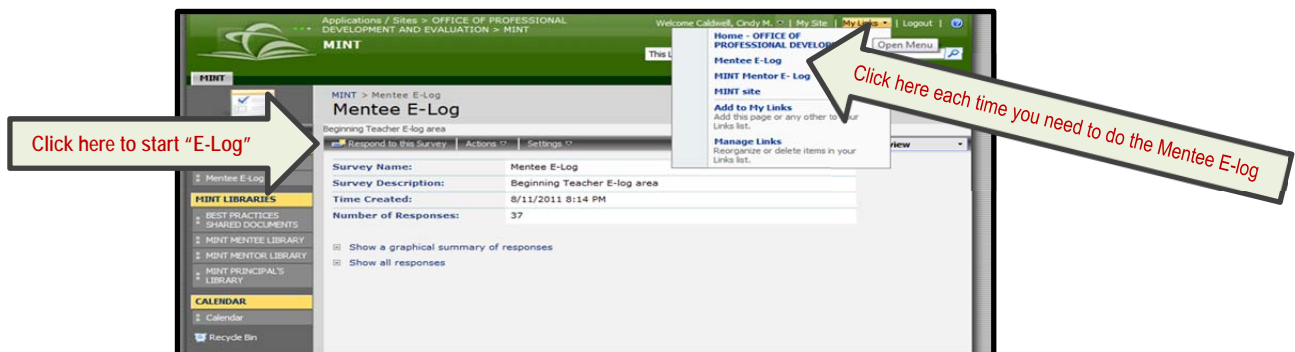 Applications / Sites > OFFICE OF PROFESSIONAL
DEVELOPMENT AND EVALUATION > MINT
MINT
Welcome Caldwell, Cindy M. | My Site | My Links | Logout |
This
Home - OFFICE OF
PROFESSIONAL DEVELOP
Open Menu
Mentee E-Log
MINT Mentor E- Log
MINT site
Add to My Links
Add this page or any other to your
Links list.
Manage Links
Reorganize or delete items in your
Links list.
Click here each time you need to do the Mentee E-log
MINT
MINT > Mentee E-Log
Mentee E-Log
Beginning Teacher E-log area
Click here to start "E-Log"
Respond to this Survey | Actions | Settings
view
Survey Name: Mentee E-Log
Survey Description: Beginning Teacher E-log area
Time Created: 8/11/2011 8:14 PM
Number of Responses: 37
Show a graphical summary of responses
Show all responses
Mentee E-Log
MINT LIBRARIES
BEST PRACTICES
SHARED DOCUMENTS
MINT MENTEE LIBRARY
MINT MENTOR LIBRARY
MINT PRINCIPAL'S
LIBRARY
CALENDAR
Calendar
Recycle Bin